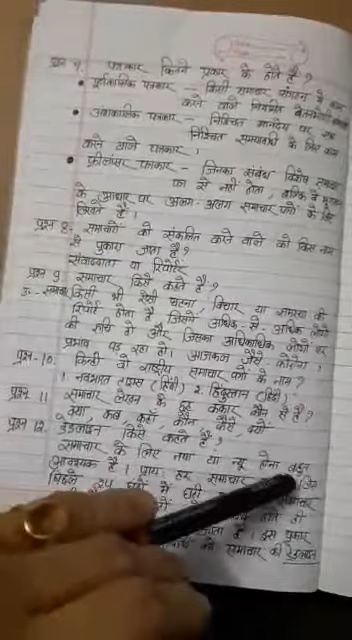 प्रश्न 7. पत्रकार कितने प्रकार के होते है?
• पूर्णकालिक पत्रकार – किसी समाचार संगठन में काम
करने वाले नियमित वेतनभोगी
• अंशकालिक पत्रकार – निश्चित मानदेय पर एक
निश्चित समयावधि के लिए काम
करने वाले पत्रकार।
• फ्रीलांसर पत्रकार – जिनका संबंध विशेष समाचार
पत्र से नहीं होता, बल्कि वे भुगतान
के आधार पर अलग-अलग समाचार पत्रों के लिए
लिखते है।
प्रश्न 8. समाचारों को संकलित करने वाले को किस नाम
से पुकारा जाता है?
संवाददाता या रिपोर्टर
प्रश्न 9 समाचार किसे कहते है?
उ:- समाचार किसी भी ऐसी घटना, विचार या समस्या की
रिपोर्ट होता है जिसमें अधिक से अधिक लोगों
की रुचि हो और जिसका अधिकाधिक लोगों पर
प्रभाव पड़ रहा हो। आजकल जैसे कोरोना।
प्रश्न-10. किन्हीं दो राष्ट्रीय समाचार पत्रों के नाम?
1. नवभारत टाइम्स (हिंदी) 2. हिंदुस्तान (हिंदी)
प्रश्न 11 समाचार लेखन के छह ककार कौन से है?
क्या, कब, कहाँ, कौन कैसे, क्यों
प्रश्न 12. डेडलाइन किसे कहते हैं?
समाचार के लिए नया या न्यू होना बहुत
आवश्यक है। प्रायः हर समाचार लिए
पिछले 24 घंटों में घटी समाचार
होते ही
जाता है। इस प्रकार
को समाचार की डेडलाइन